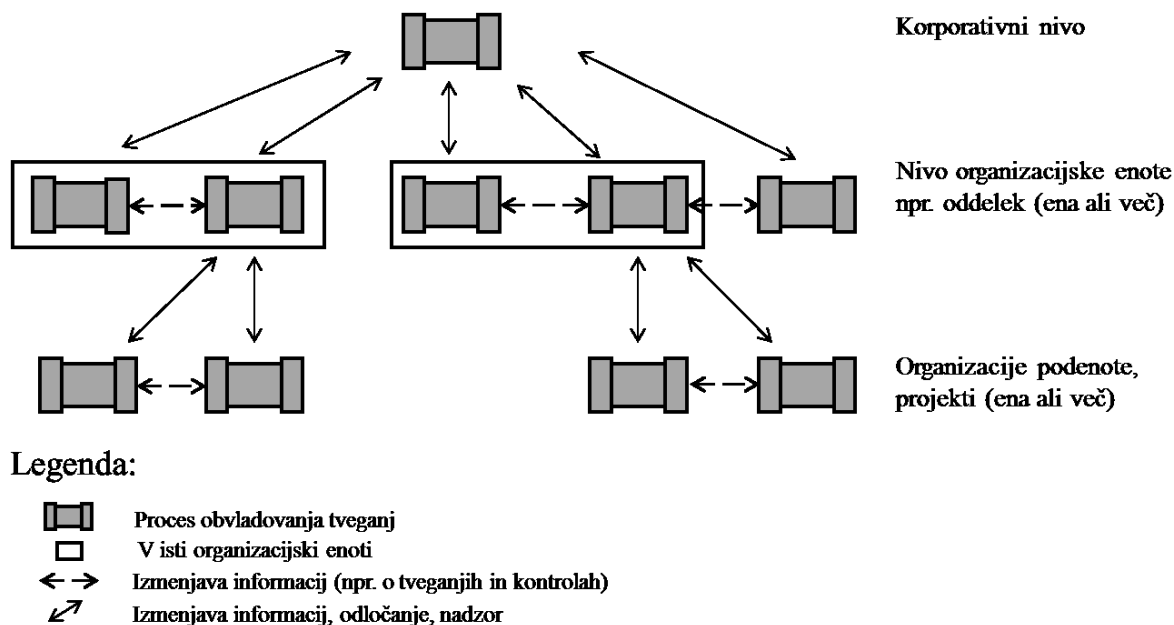 Korporativni nivo
Nivo organizacijske enote
npr. oddelek (ena ali več)
Organizacije podenote,
projekti (ena ali več)
Legenda:
Proces obvladovanja tveganj
V isti organizacijski enoti
Izmenjava informacij (npr. o tveganjih in kontrolah)
Izmenjava informacij, odločanje, nadzor